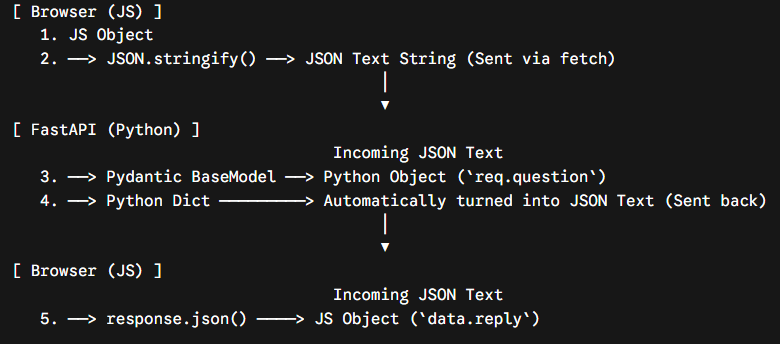 [ Browser (JS) ]
1. JS Object
2. ──> JSON.stringify() ──> JSON Text String (Sent via fetch)
│
▼
[ FastAPI (Python) ]
Incoming JSON Text
3. ──> Pydantic BaseModel ──> Python Object (`req.question`)
4. ──> Python Dict ─────────> Automatically turned into JSON Text (Sent back)
│
▼
[ Browser (JS) ]
Incoming JSON Text
5. ──> response.json() ────> JS Object (`data.reply`)